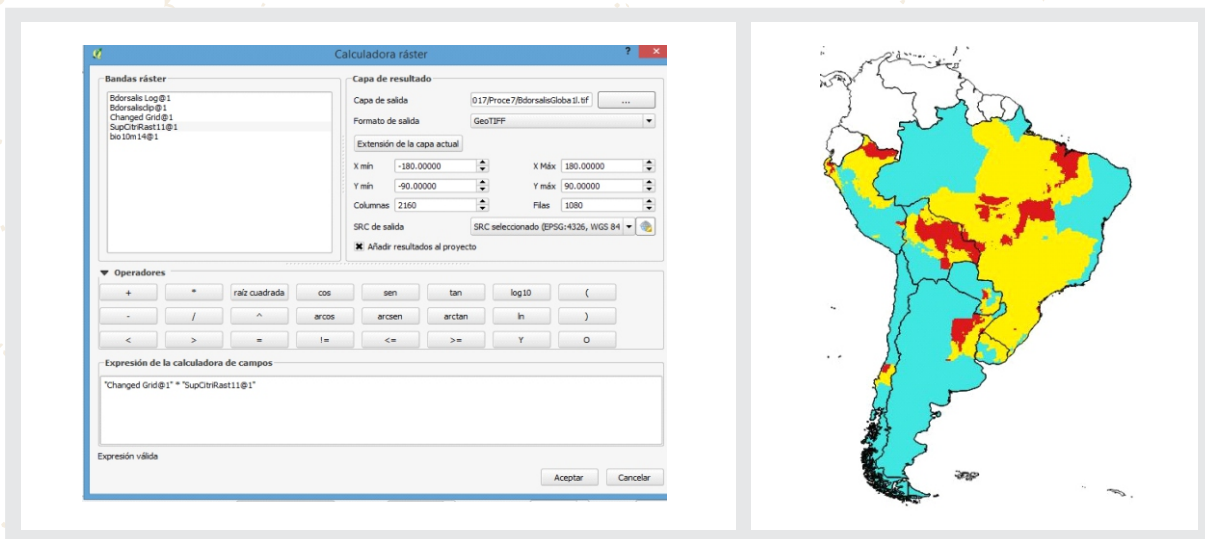 Calculadora ráster
? ×
Bandas ráster
Bdorsalis Log@1
Bdorsalisclip@1
Changed Grid@1
SupCitriRast11@1
bio10m14@1
Capa de resultado
Capa de salida 017/Proce7/BdorsalisGloba1l.tif ...
Formato de salida GeoTIFF
Extensión de la capa actual
X mín -180.00000 X Máx 180.00000
Y mín -90.00000 Y máx 90.00000
Columnas 2160 Filas 1080
SRC de salida SRC seleccionado (EPSG:4326, WGS 84
Añadir resultados al proyecto
Operadores
+ * raíz cuadrada cos sen tan log10 (
- / ^ arcos arcsen arctan ln )
< > = != <= >= Y O
Expresión de la calculadora de campos
"Changed Grid@1" * "SupCitriRast11@1"
Expresión válida
Aceptar Cancelar